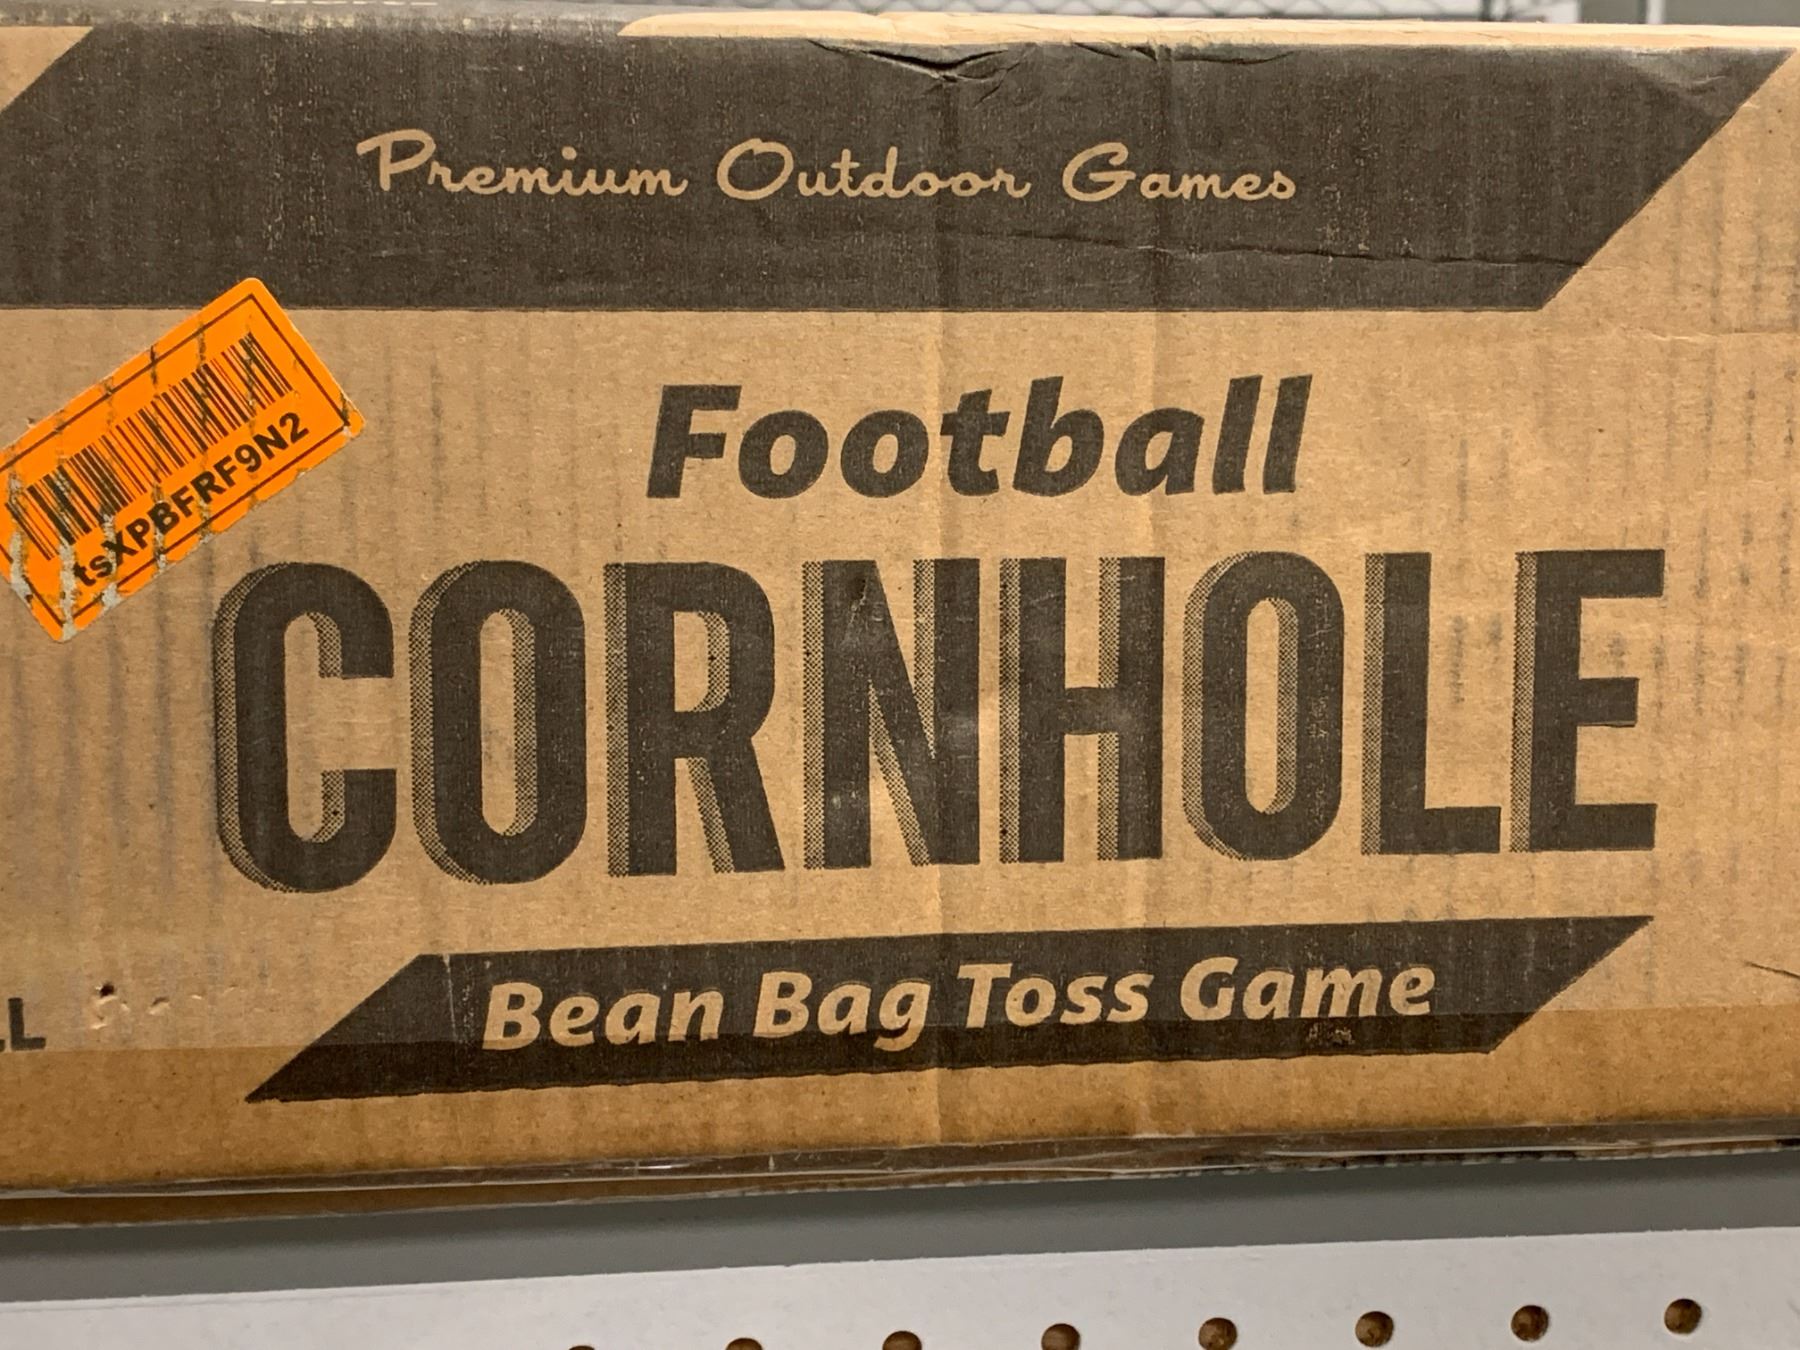 Premium Outdoor Games
tsXPBFRF9N2
Football
CORNHOLE
Bean Bag Toss Game